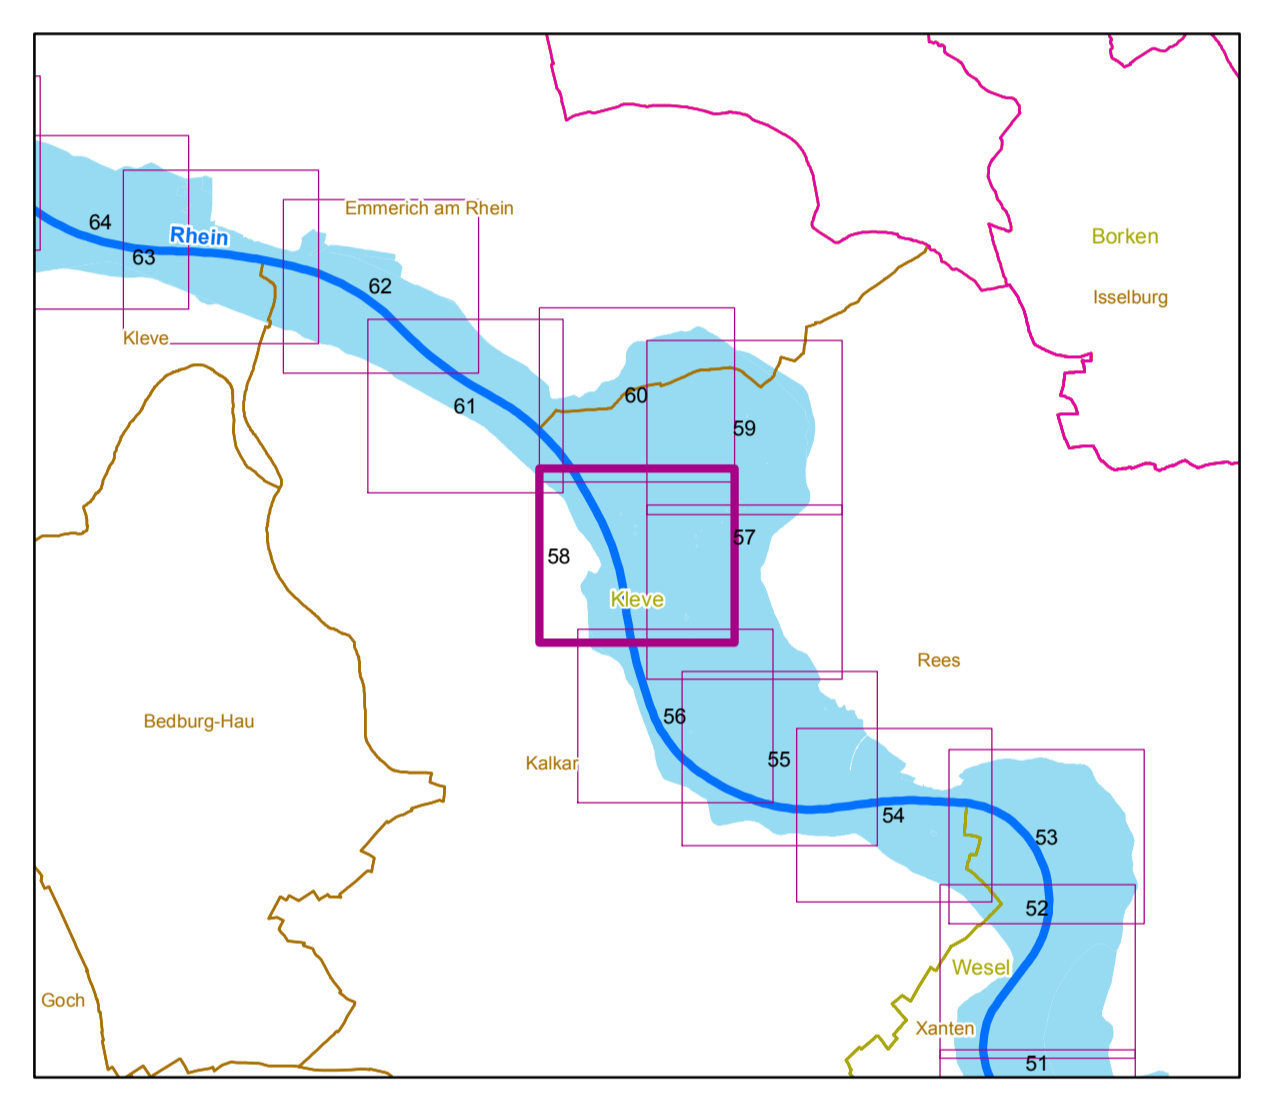 Emmerich am Rhein
64
Rhein
Borken
63
62
Isselburg
Kleve
60
61
59
57
58
Kleve
Rees
56
Bedburg-Hau
55
Kalkar
54
53
52
Wesel
Goch
Xanten
51